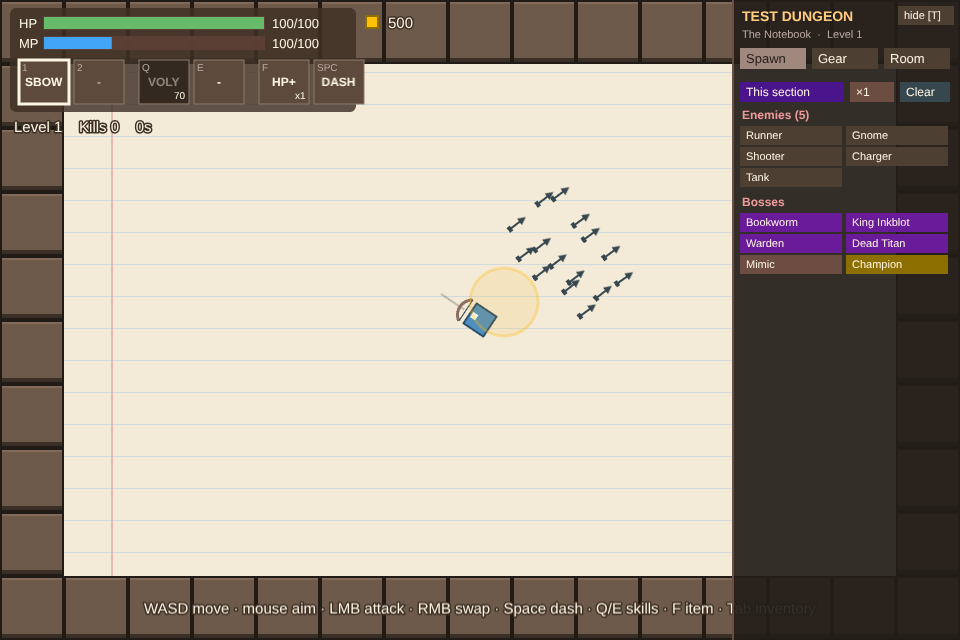 HP 100/100 500
MP 100/100
1 SBOW 2 - Q VOLY 70 E - F HP+ x1 SPC DASH
Level 1 Kills 0 0s
TEST DUNGEON hide [T]
The Notebook · Level 1
Spawn Gear Room
This section ×1 Clear
Enemies (5)
Runner Gnome
Shooter Charger
Tank
Bosses
Bookworm King Inkblot
Warden Dead Titan
Mimic Champion
WASD move · mouse aim · LMB attack · RMB swap · Space dash · Q/E skills · F item · Tab inventory